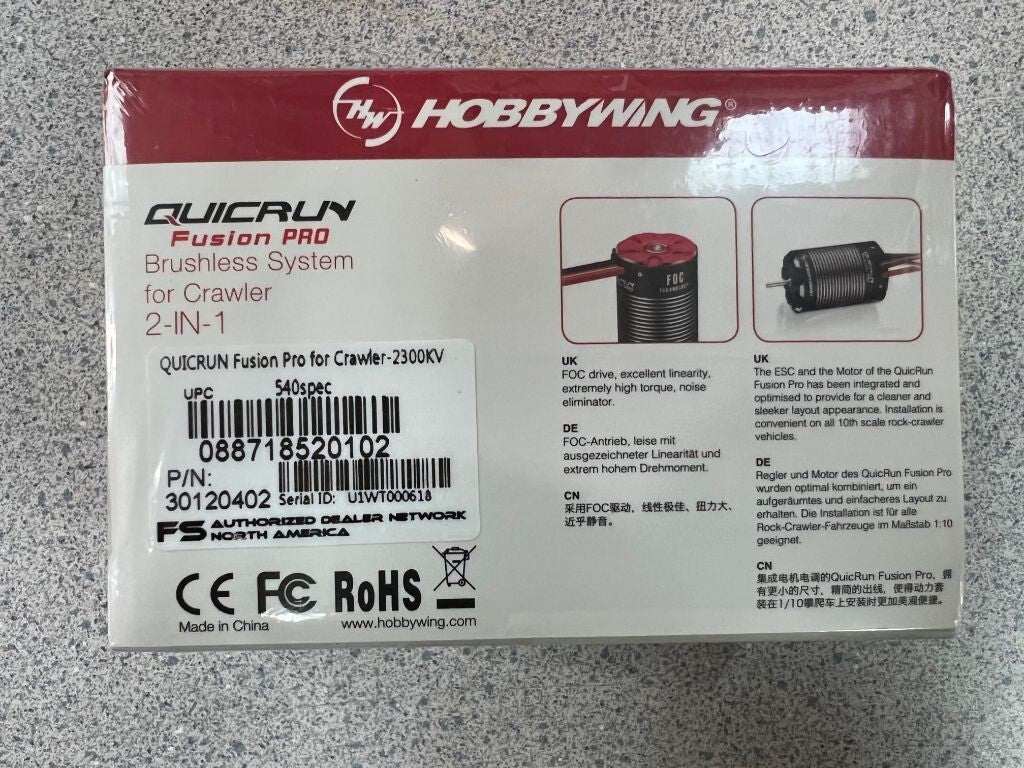 HW HOBBYWING®
QUICRUN
Fusion PRO
Brushless System
for Crawler
2-IN-1
QUICRUN Fusion Pro for Crawler-2300KV
540spec
UPC
088718520102
P/N:
30120402 Serial ID: U1WT000618
FS AUTHORIZED DEALER NETWORK
NORTH AMERICA
CE FC RoHS
Made in China
www.hobbywing.com
FOC
TECHNOLOGY
QUICRUN
UK
FOC drive, excellent linearity,
extremely high torque, noise
eliminator.
DE
FOC-Antrieb, leise mit
ausgezeichneter Linearität und
extrem hohem Drehmoment.
CN
采用FOC驱动，线性极佳、扭力大、
近乎静音。
QUICRUN
UK
The ESC and the Motor of the QuicRun
Fusion Pro has been integrated and
optimised to provide for a cleaner and
sleeker layout appearance. Installation is
convenient on all 10th scale rock-crawler
vehicles.
DE
Regler und Motor des QuicRun Fusion Pro
wurden optimal kombiniert, um ein
aufgeräumtes und einfacheres Layout zu
erhalten. Die Installation ist für alle
Rock-Crawler-Fahrzeuge im Maßstab 1:10
geeignet.
CN
集成电机电调的QuicRun Fusion Pro，拥
有更小的尺寸，精简的出线，使得动力套
装在1/10攀爬车上安装时更加美观便捷。